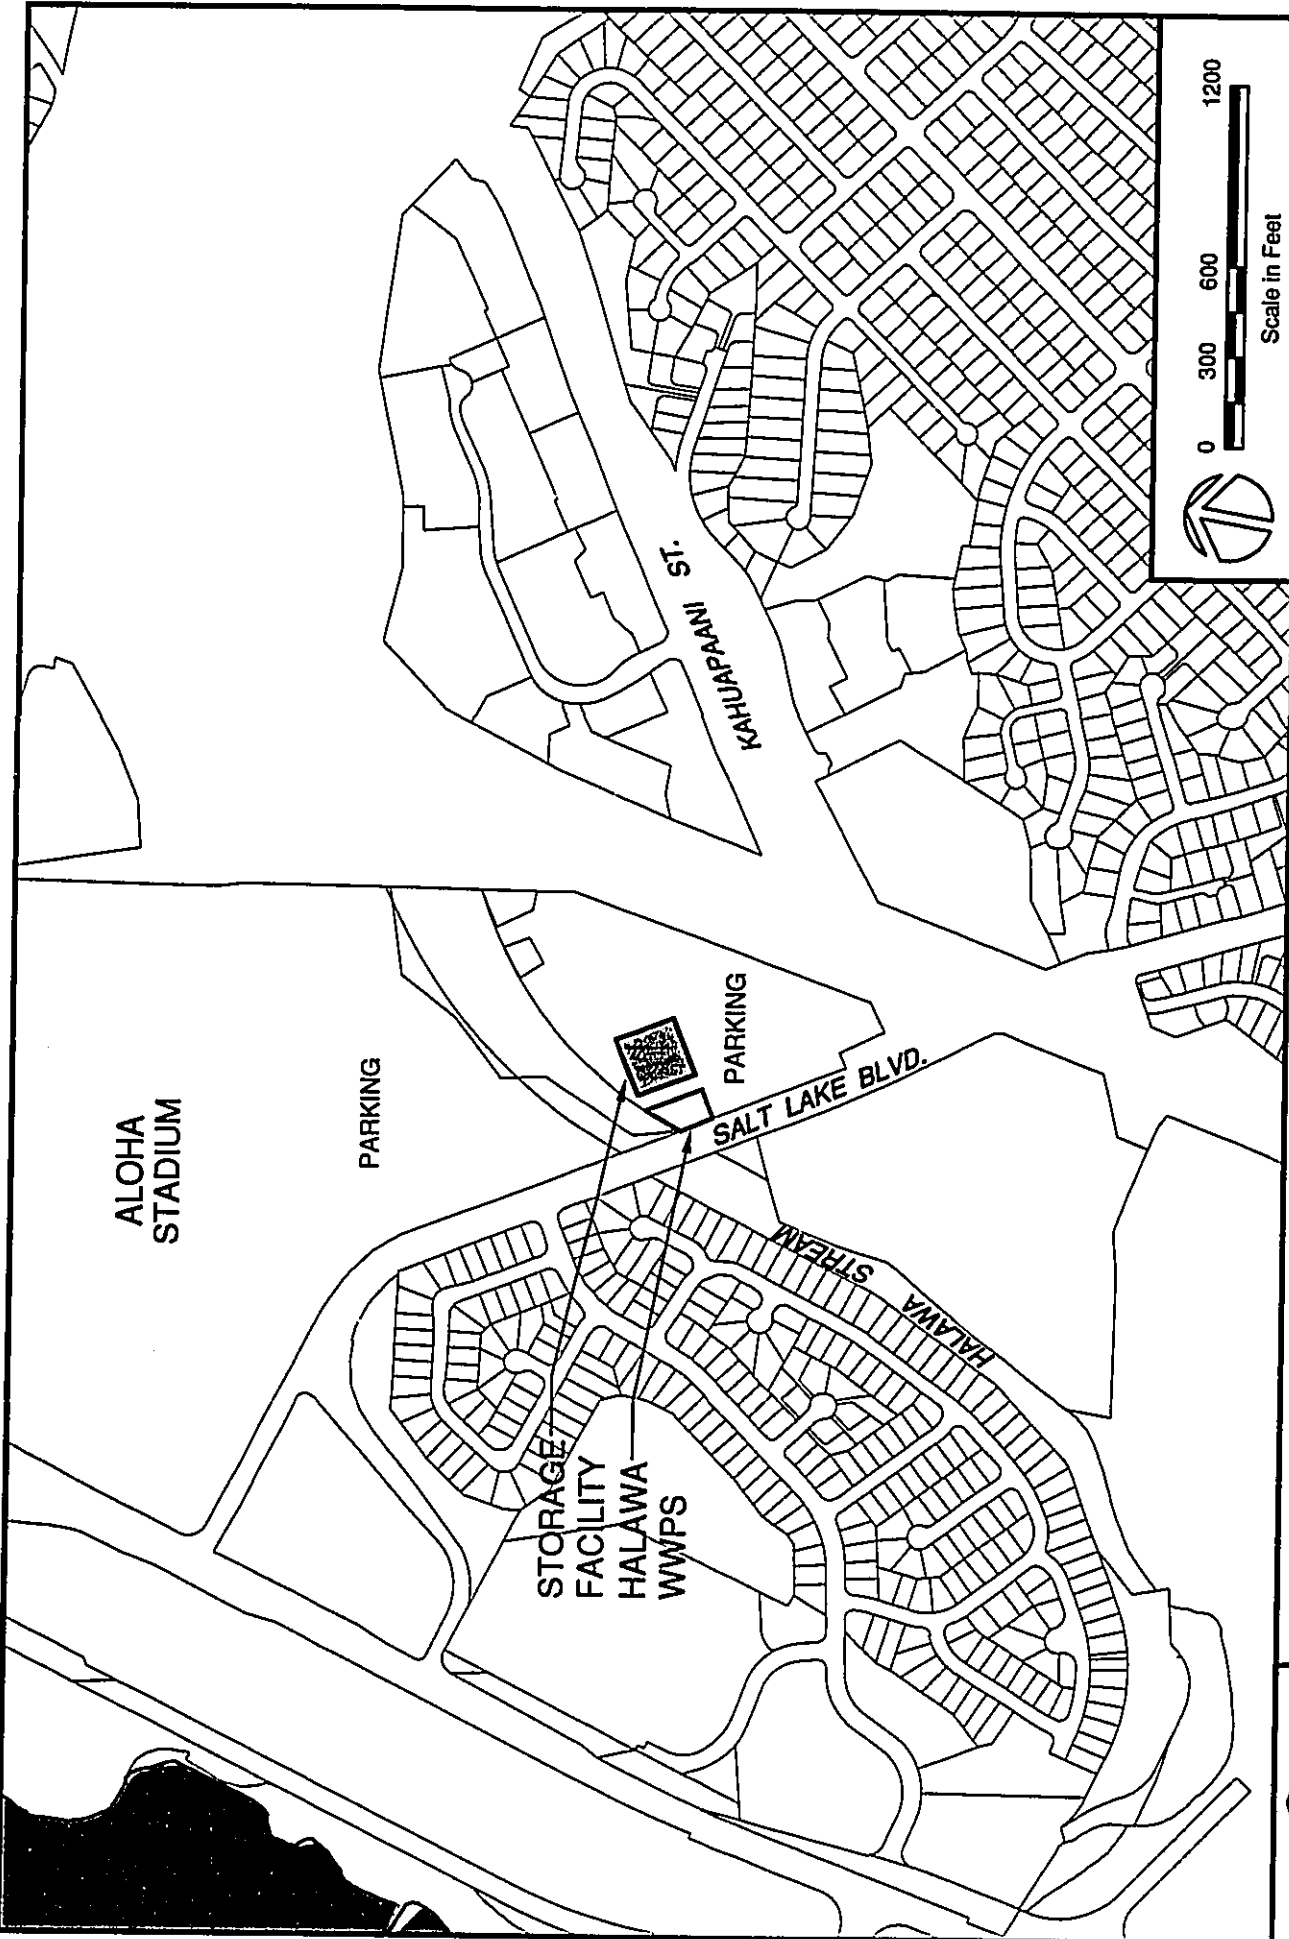 ALOHA
STADIUM
PARKING
STORAGE
FACILITY
HALAWA
WWPS
PARKING
SALT LAKE BLVD.
KAHUAPAANI ST.
HALAWA STREAM
0 300 600 1200
Scale in Feet